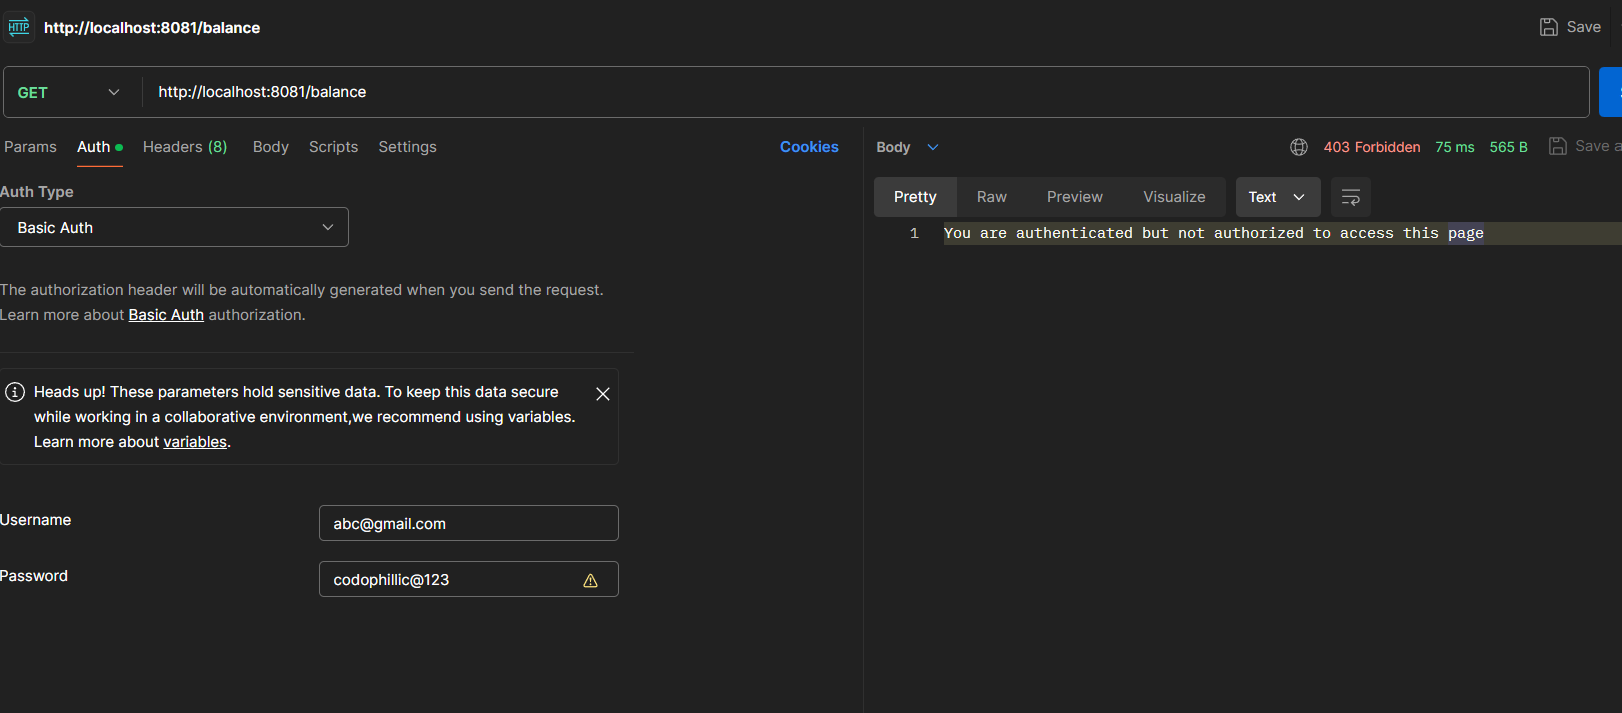 HTTP http://localhost:8081/balance Save
GET http://localhost:8081/balance
Params Auth Headers (8) Body Scripts Settings Cookies
Body 403 Forbidden 75 ms 565 B Save a
Auth Type
Pretty Raw Preview Visualize Text
Basic Auth
1 You are authenticated but not authorized to access this page
The authorization header will be automatically generated when you send the request.
Learn more about Basic Auth authorization.
Heads up! These parameters hold sensitive data. To keep this data secure
while working in a collaborative environment,we recommend using variables.
Learn more about variables.
Username abc@gmail.com
Password codophillic@123